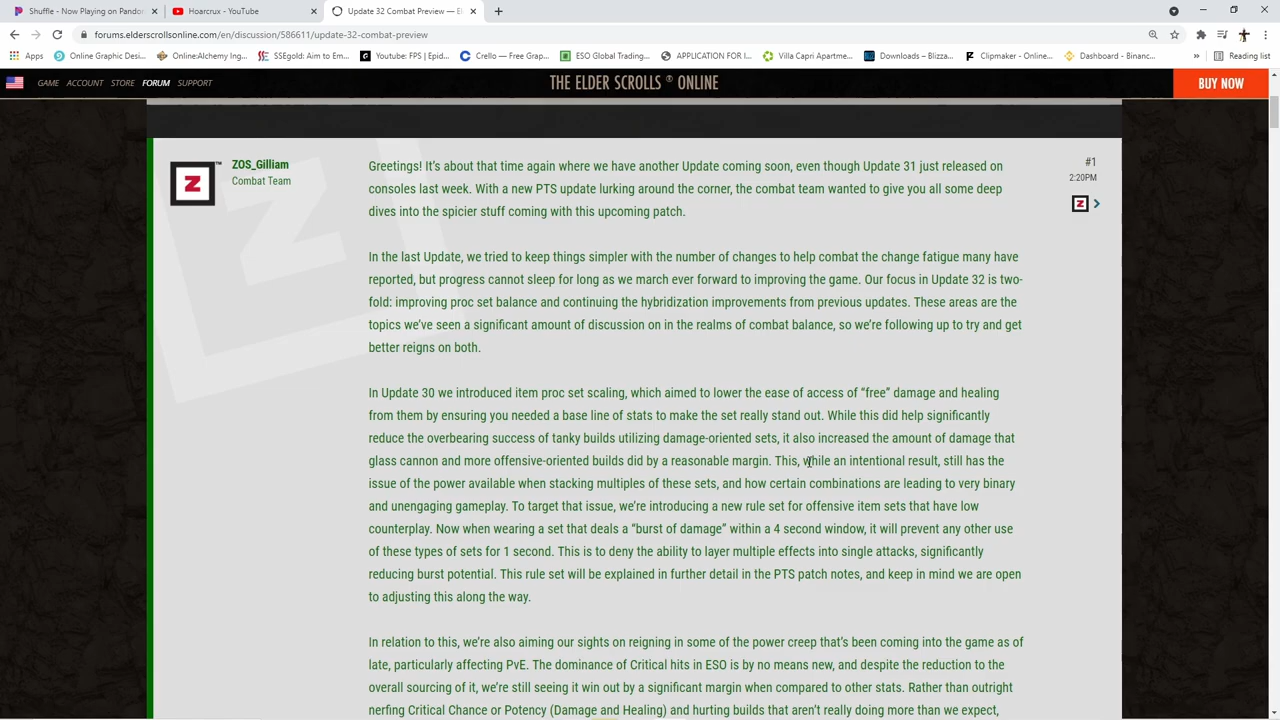 Shuffle - Now Playing on Pandor
Hoarcrux - YouTube
Update 32 Combat Preview — El
forums.elderscrollsonline.com/en/discussion/586611/update-32-combat-preview
Apps
Online Graphic Desi...
Online:Alchemy Ing...
SSEgold: Aim to Em...
Youtube: FPS | Epid...
Crello — Free Grap...
ESO Global Trading...
APPLICATION FOR I...
Villa Capri Apartme...
Downloads – Blizza...
Clipmaker - Online...
Dashboard - Binanc...
»
Reading list
GAME ACCOUNT STORE FORUM SUPPORT
THE ELDER SCROLLS ® ONLINE
BUY NOW
ZOS_Gilliam
Combat Team
#1
2:20PM
Greetings! It's about that time again where we have another Update coming soon, even though Update 31 just released on
consoles last week. With a new PTS update lurking around the corner, the combat team wanted to give you all some deep
dives into the spicier stuff coming with this upcoming patch.
In the last Update, we tried to keep things simpler with the number of changes to help combat the change fatigue many have
reported, but progress cannot sleep for long as we march ever forward to improving the game. Our focus in Update 32 is two-
fold: improving proc set balance and continuing the hybridization improvements from previous updates. These areas are the
topics we've seen a significant amount of discussion on in the realms of combat balance, so we're following up to try and get
better reigns on both.
In Update 30 we introduced item proc set scaling, which aimed to lower the ease of access of “free” damage and healing
from them by ensuring you needed a base line of stats to make the set really stand out. While this did help significantly
reduce the overbearing success of tanky builds utilizing damage-oriented sets, it also increased the amount of damage that
glass cannon and more offensive-oriented builds did by a reasonable margin. This, while an intentional result, still has the
issue of the power available when stacking multiples of these sets, and how certain combinations are leading to very binary
and unengaging gameplay. To target that issue, we're introducing a new rule set for offensive item sets that have low
counterplay. Now when wearing a set that deals a “burst of damage” within a 4 second window, it will prevent any other use
of these types of sets for 1 second. This is to deny the ability to layer multiple effects into single attacks, significantly
reducing burst potential. This rule set will be explained in further detail in the PTS patch notes, and keep in mind we are open
to adjusting this along the way.
In relation to this, we're also aiming our sights on reigning in some of the power creep that's been coming into the game as of
late, particularly affecting PvE. The dominance of Critical hits in ESO is by no means new, and despite the reduction to the
overall sourcing of it, we're still seeing it win out by a significant margin when compared to other stats. Rather than outright
nerfing Critical Chance or Potency (Damage and Healing) and hurting builds that aren't really doing more than we expect,